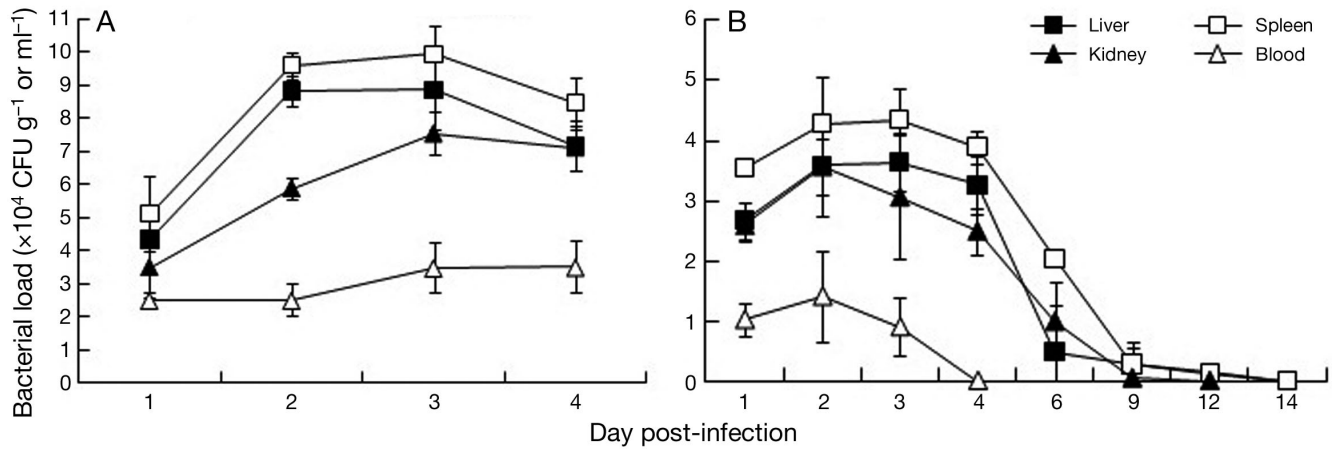 A
11
10
9
8
7
6
5
4
3
2
1
0
1 2 3 4
Bacterial load (×10⁴ CFU g⁻¹ or ml⁻¹)
B
6
5
4
3
2
1
0
1 2 3 4 6 9 12 14
Liver Spleen
Kidney Blood
Day post-infection